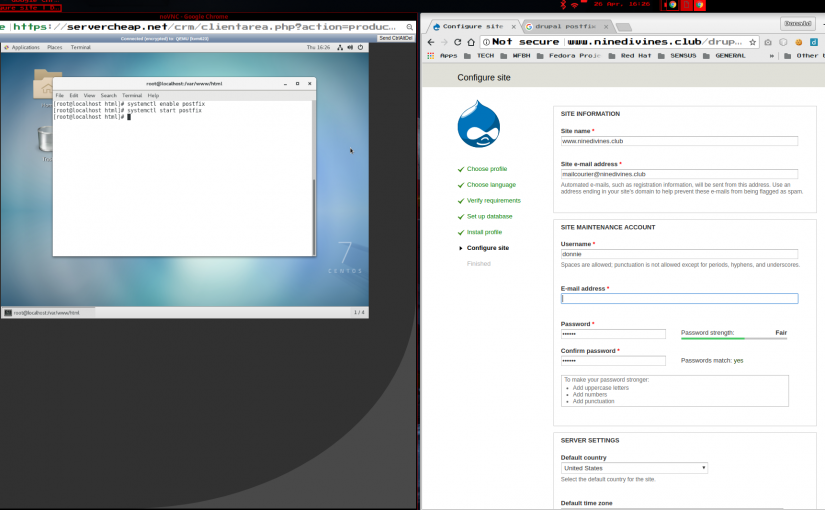 20 Apr, 16:26
noVNC - Google Chrome
https://servercheap.net/crm/clientarea.php?action=produc...
Connected (encrypted) to: QEMU
Send CtrlAltDel
Applications Places Terminal Thu 16:26
root@localhost:/var/www/html
File Edit View Search Terminal Help
[root@localhost html]# systemctl enable postfix
[root@localhost html]# systemctl start postfix
[root@localhost html]#
7
CENTOS
root@localhost:/var/www/html
1 / 4
Configure site
drupal postfix
Not secure | www.ninedivines.club/drup...
Apps TECH WFBH Fedora Proje Red Hat SENSUS GENERAL » Other
Configure site
Choose profile
Choose language
Verify requirements
Set up database
Install profile
Configure site
Finished
SITE INFORMATION
Site name *
www.ninedivines.club
Site e-mail address *
mailcourier@ninedivines.club
Automated e-mails, such as registration information, will be sent from this address. Use an
address ending in your site's domain to help prevent these e-mails from being flagged as spam.
SITE MAINTENANCE ACCOUNT
Username *
donnie
Spaces are allowed; punctuation is not allowed except for periods, hyphens, and underscores.
E-mail address *
Password *
••••••
Password strength: Fair
Confirm password *
••••••
Passwords match: yes
To make your password stronger:
• Add uppercase letters
• Add numbers
• Add punctuation
SERVER SETTINGS
Default country
United States
Select the default country for the site.
Default time zone